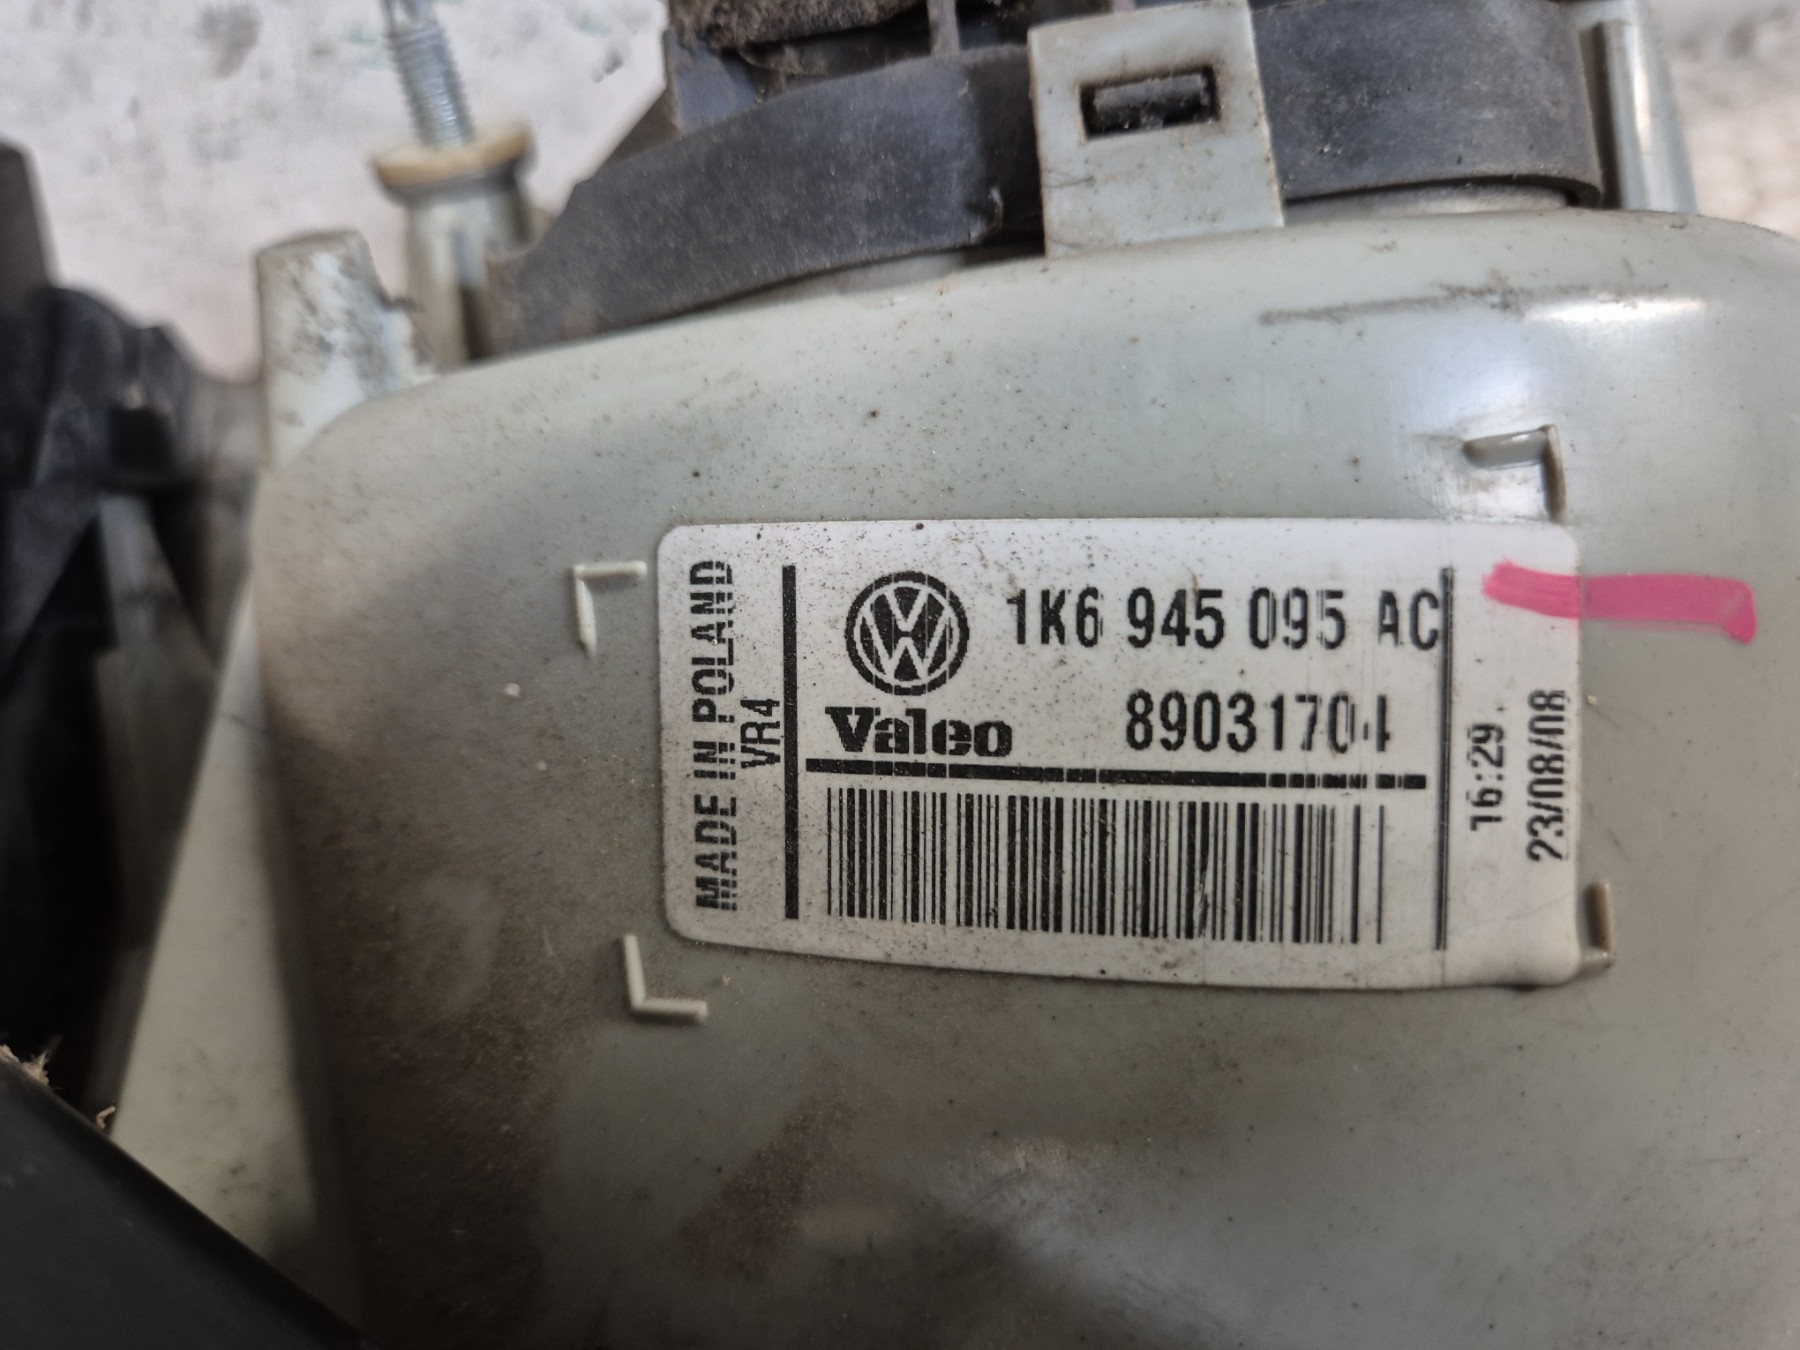 MADE IN POLAND
VR4
1K6 945 095 AC
Valeo 89031704
16:29
23/08/08